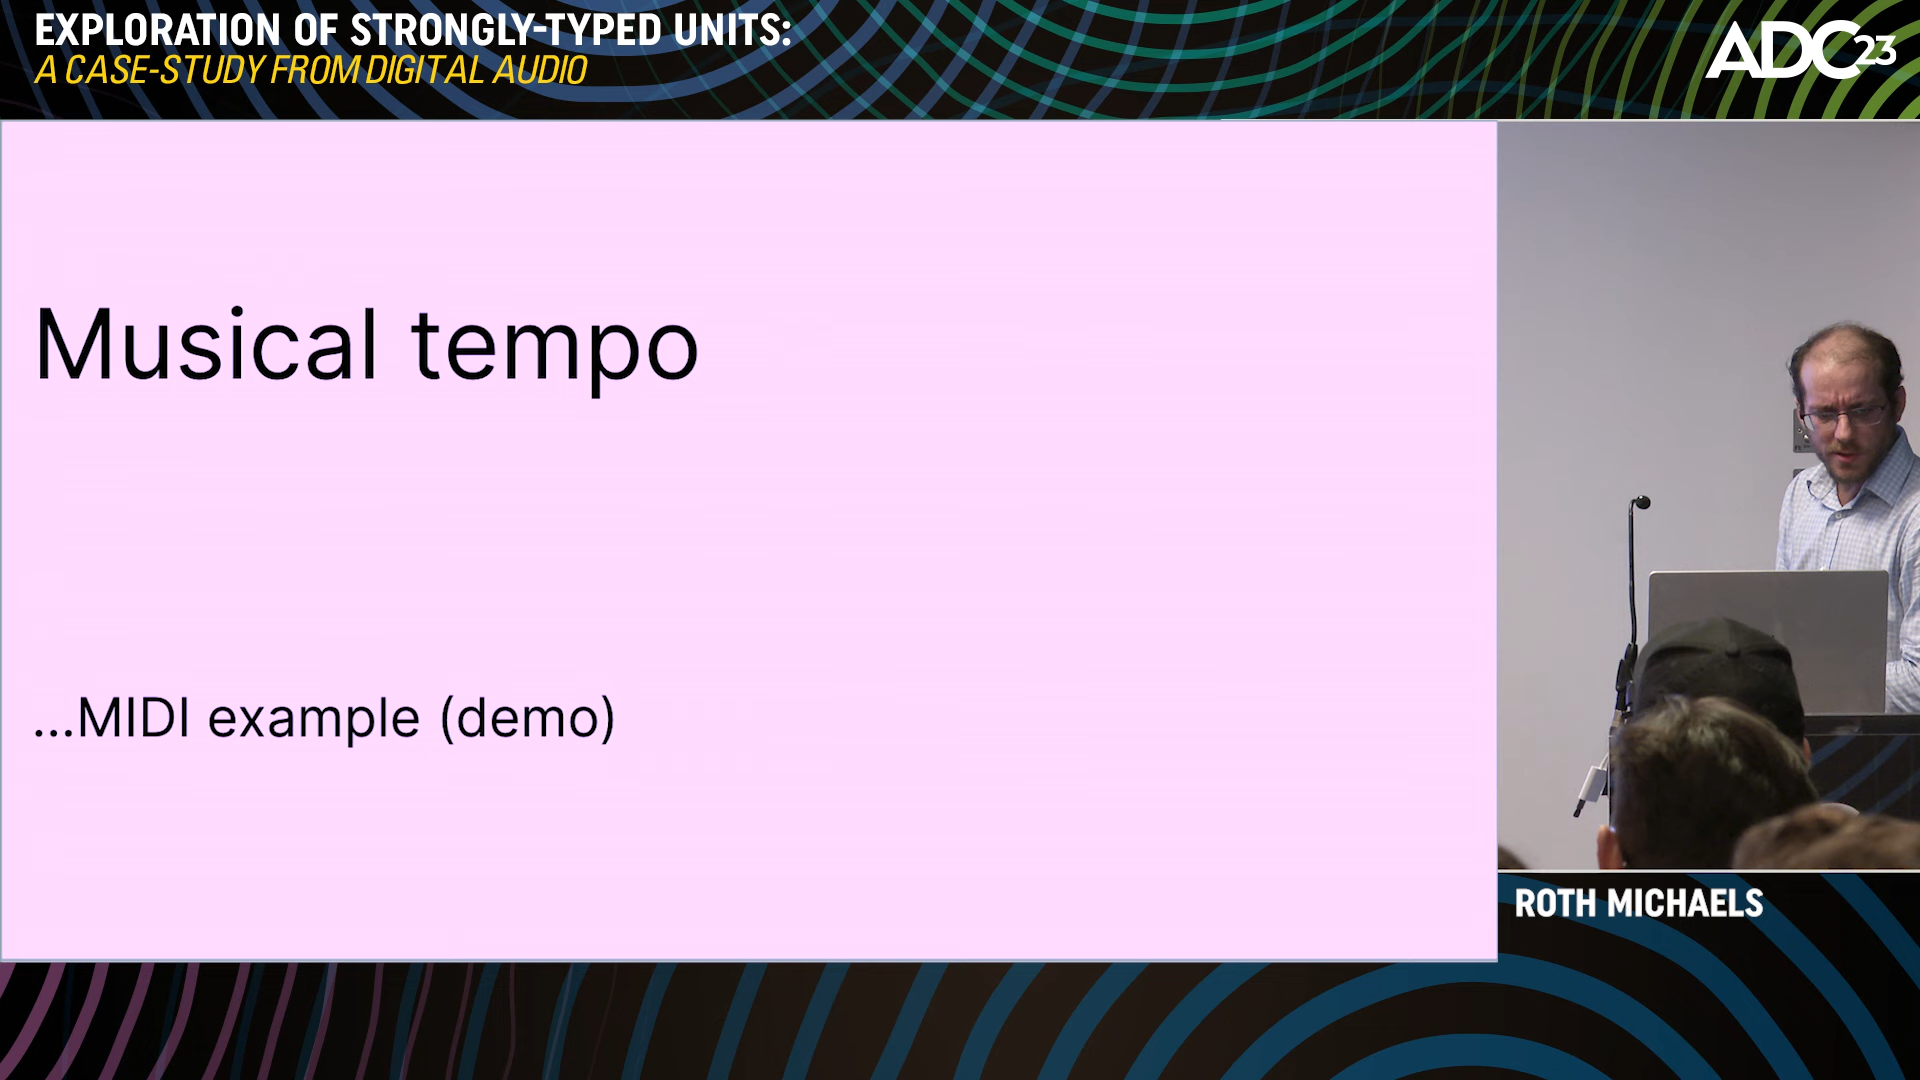 EXPLORATION OF STRONGLY-TYPED UNITS:
A CASE-STUDY FROM DIGITAL AUDIO
ADC23
Musical tempo
...MIDI example (demo)
ROTH MICHAELS